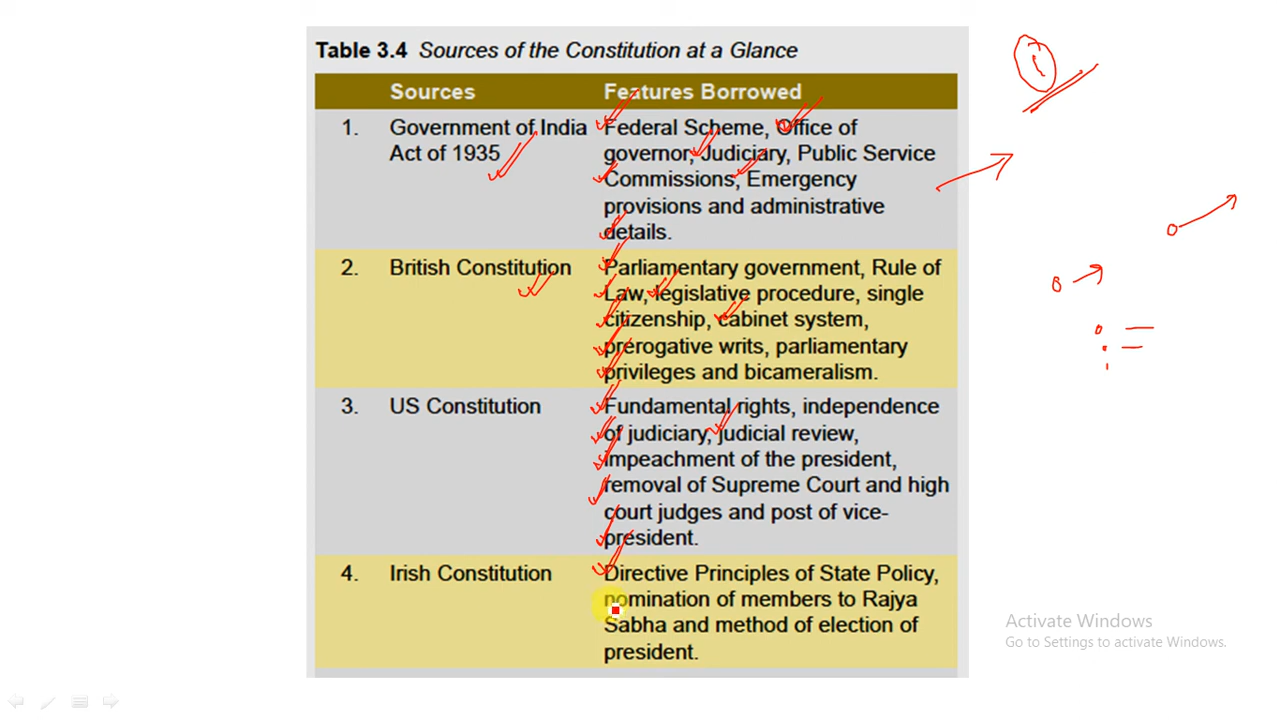 Table 3.4 Sources of the Constitution at a Glance
Sources Features Borrowed
1. Government of India Federal Scheme, Office of
Act of 1935 governor, Judiciary, Public Service
Commissions, Emergency
provisions and administrative
details.
2. British Constitution Parliamentary government, Rule of
Law, legislative procedure, single
citizenship, cabinet system,
prerogative writs, parliamentary
privileges and bicameralism.
3. US Constitution Fundamental rights, independence
of judiciary, judicial review,
impeachment of the president,
removal of Supreme Court and high
court judges and post of vice-
president.
4. Irish Constitution Directive Principles of State Policy,
nomination of members to Rajya
Sabha and method of election of
president.
Activate Windows
Go to Settings to activate Windows.